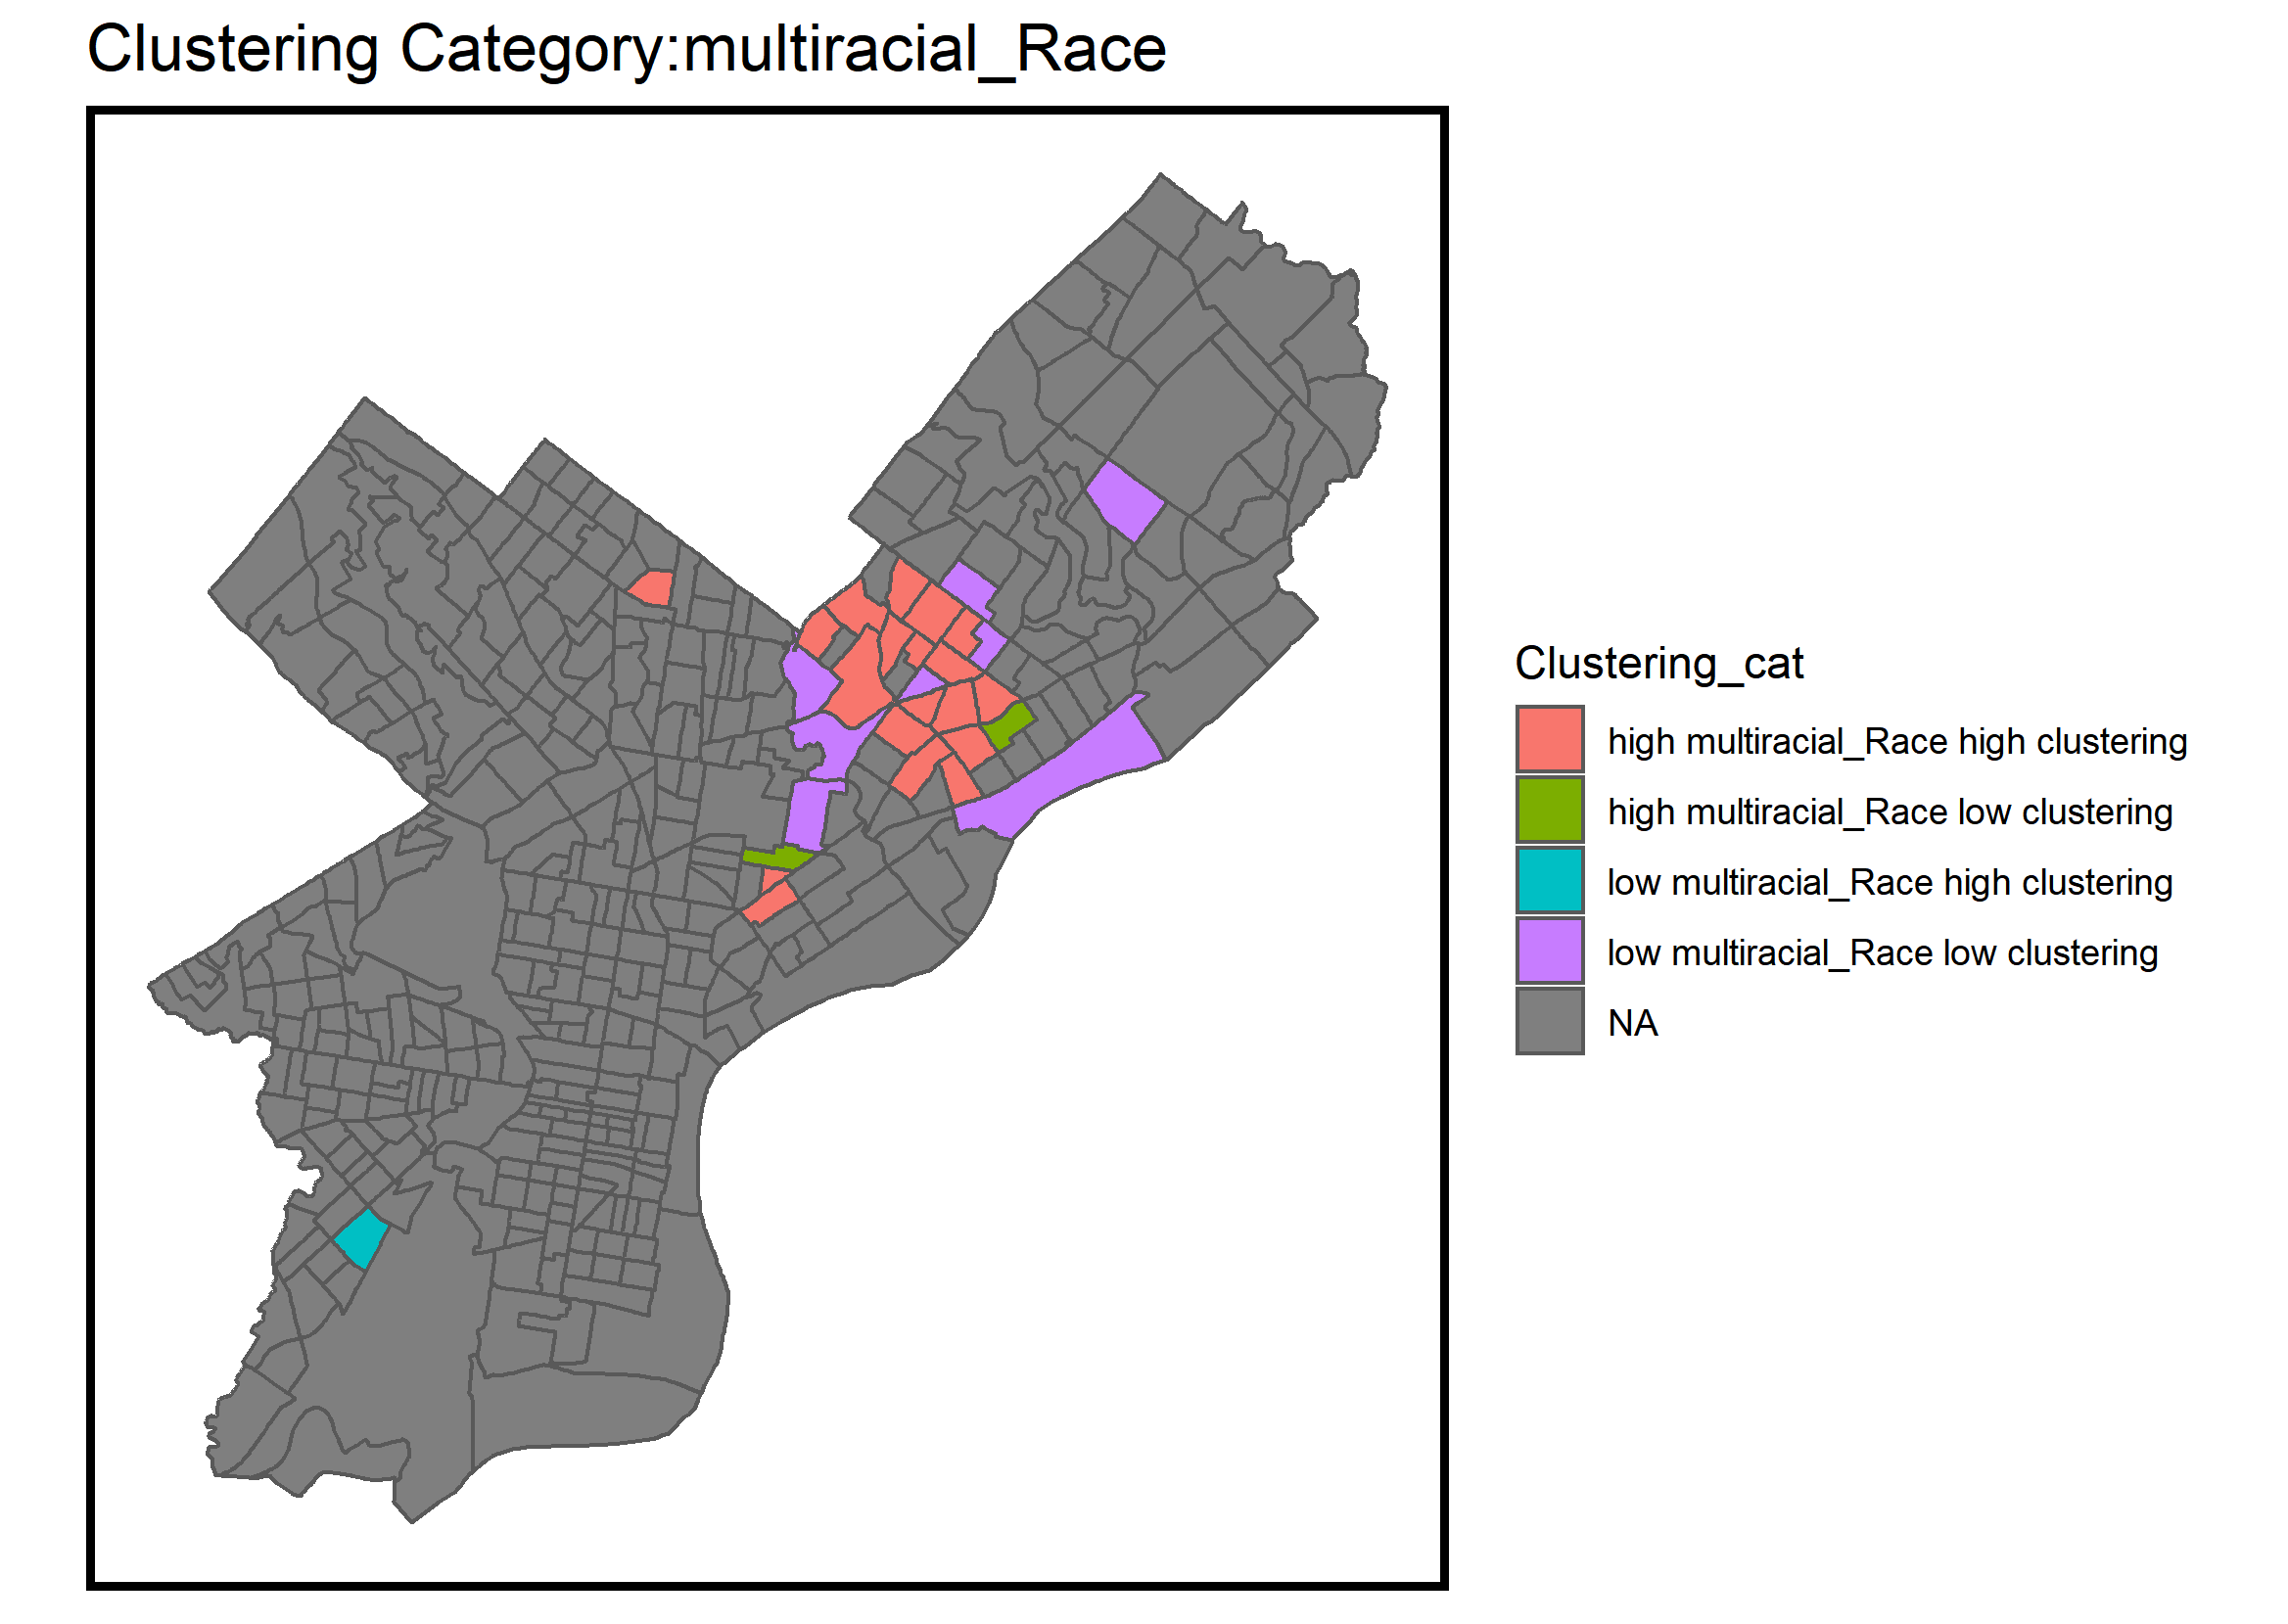 Clustering Category:multiracial_Race
Clustering_cat
high multiracial_Race high clustering
high multiracial_Race low clustering
low multiracial_Race high clustering
low multiracial_Race low clustering
NA